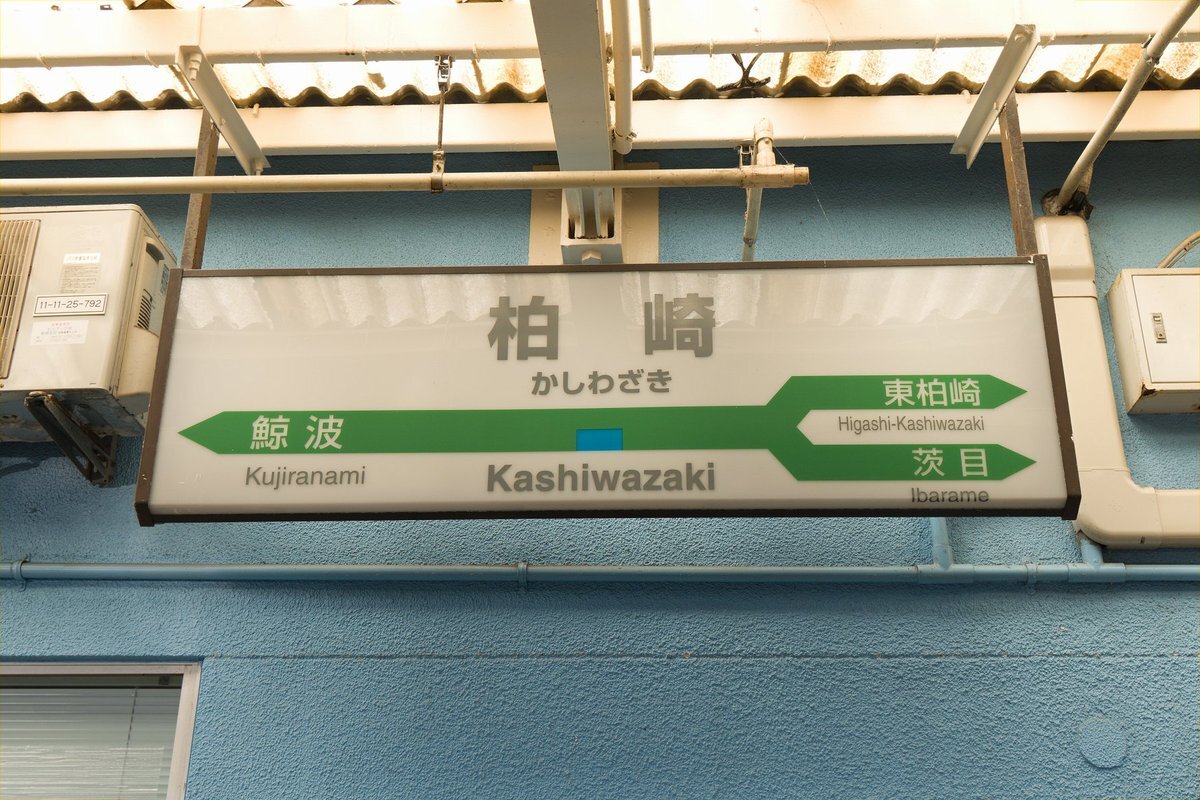 柏崎
かしわざき
鯨波
Kujiranami
Kashiwazaki
東柏崎
Higashi-Kashiwazaki
茨目
Ibarame
11-11-25-792